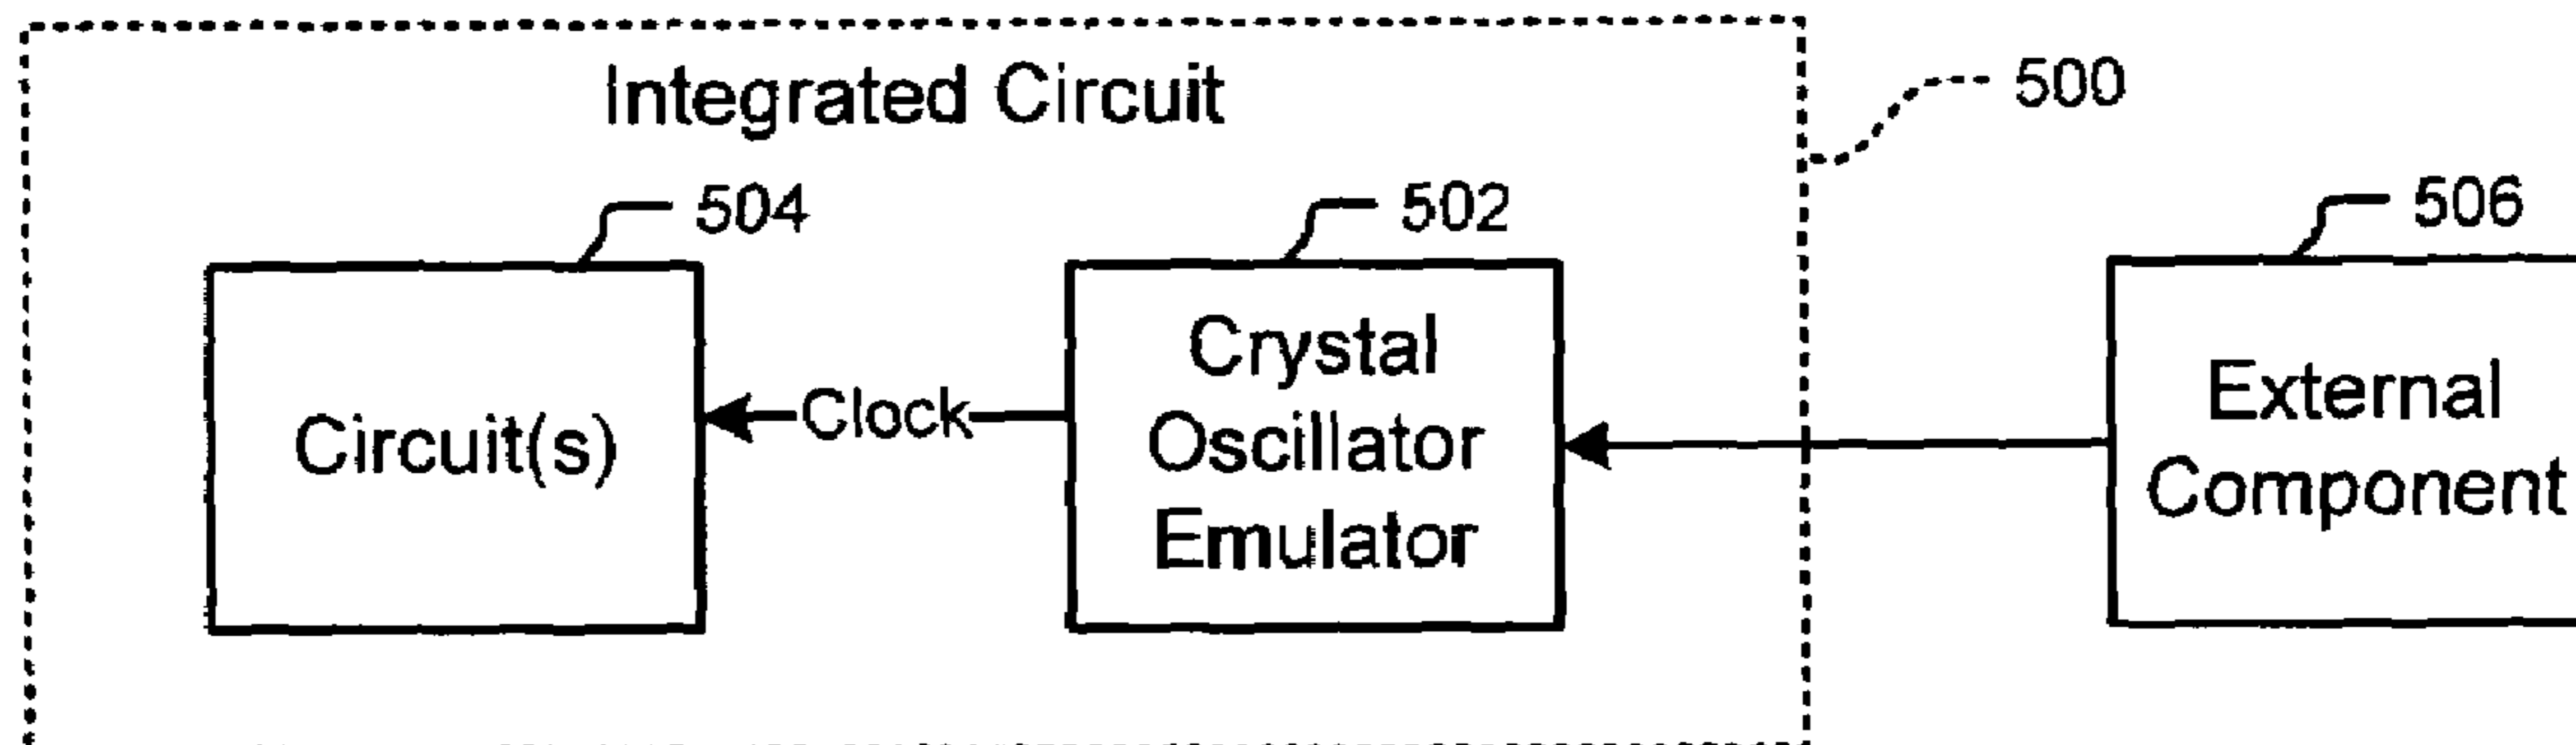 Integrated Circuit
500
504
502
506
Circuit(s)
Clock
Crystal
Oscillator
Emulator
External
Component